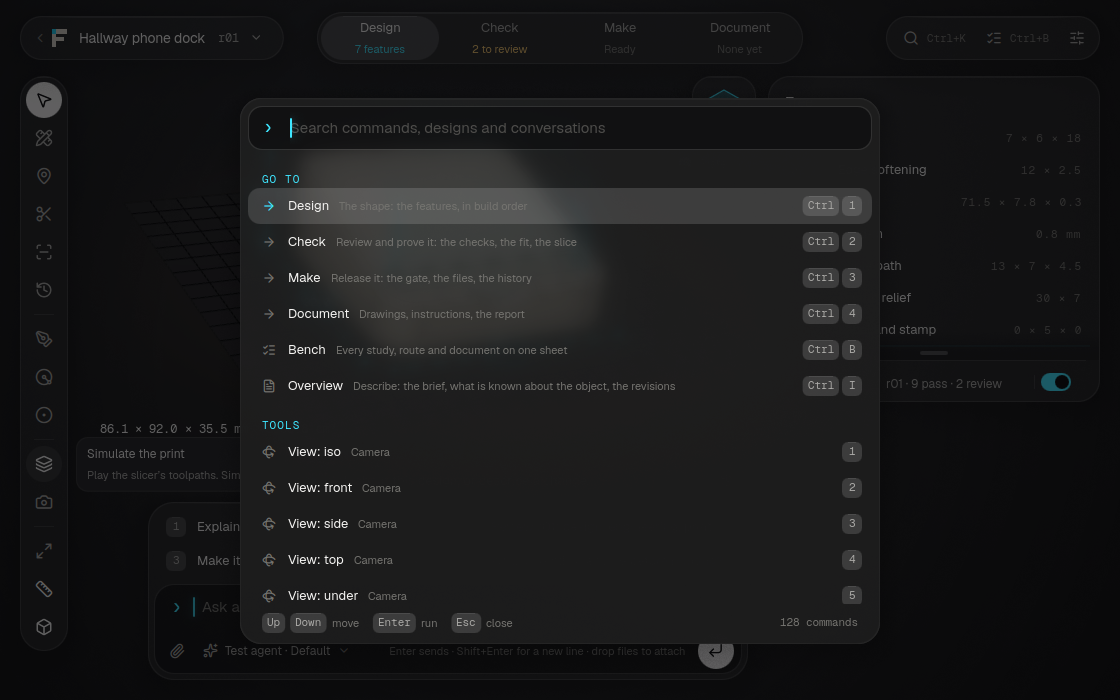 Hallway phone dock r01
Design
7 features
Check
2 to review
Make
Ready
Document
None yet
Ctrl+K
Ctrl+B
Search commands, designs and conversations
GO TO
Design The shape: the features, in build order Ctrl 1
Check Review and prove it: the checks, the fit, the slice Ctrl 2
Make Release it: the gate, the files, the history Ctrl 3
Document Drawings, instructions, the report Ctrl 4
Bench Every study, route and document on one sheet Ctrl B
Overview Describe: the brief, what is known about the object, the revisions Ctrl I
TOOLS
View: iso Camera 1
View: front Camera 2
View: side Camera 3
View: top Camera 4
View: under Camera 5
Up Down move Enter run Esc close 128 commands
7 × 6 × 18
oftening 12 × 2.5
71.5 × 7.8 × 0.3
0.8 mm
path 13 × 7 × 4.5
relief 30 × 7
and stamp 0 × 5 × 0
r01 · 9 pass · 2 review
86.1 × 92.0 × 35.5 m
Simulate the print
Play the slicer's toolpaths. Sim
1 Explain
3 Make it
Ask a
Test agent · Default
Enter sends · Shift+Enter for a new line · drop files to attach